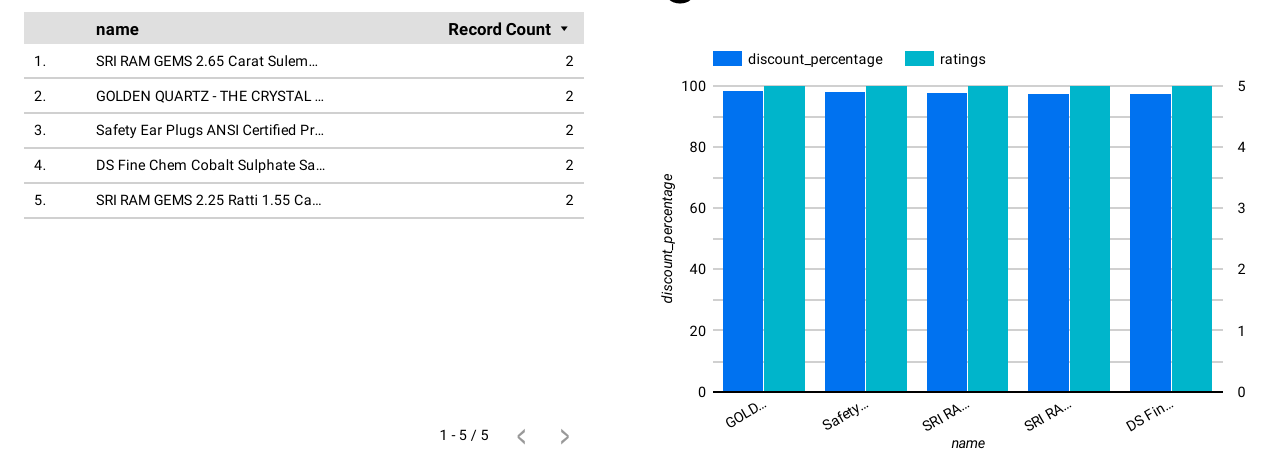 name Record Count
1. SRI RAM GEMS 2.65 Carat Sulem... 2
2. GOLDEN QUARTZ - THE CRYSTAL ... 2
3. Safety Ear Plugs ANSI Certified Pr... 2
4. DS Fine Chem Cobalt Sulphate Sa... 2
5. SRI RAM GEMS 2.25 Ratti 1.55 Ca... 2
1 - 5 / 5
discount_percentage ratings
100 5
80 4
60 3
40 2
20 1
0 0
discount_percentage
GOLD... Safety... SRI RA... SRI RA... DS Fin...
name